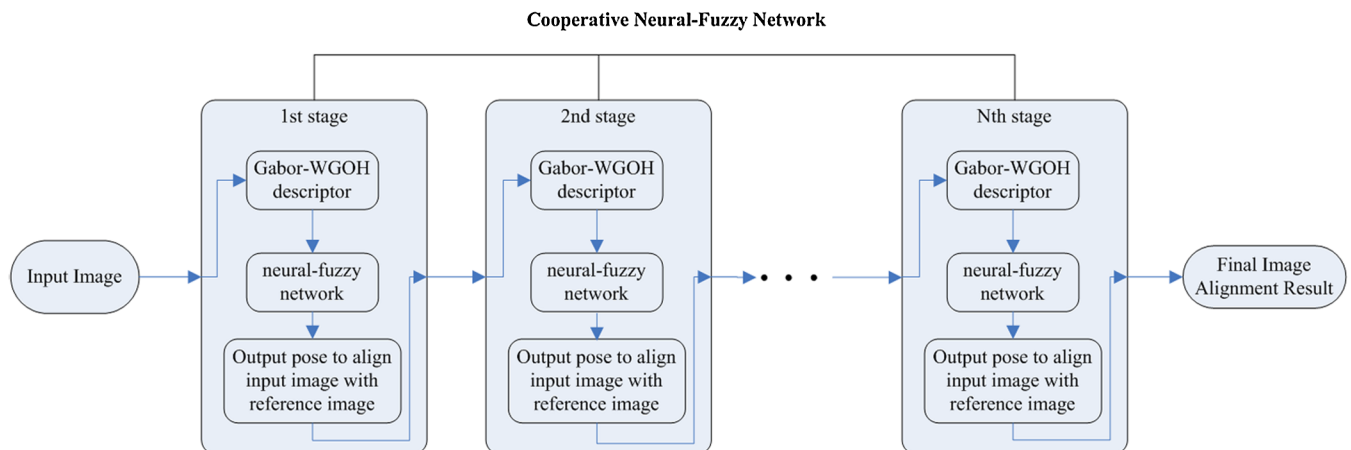 Cooperative Neural-Fuzzy Network
1st stage
Gabor-WGOH
descriptor
neural-fuzzy
network
Output pose to align
input image with
reference image
2nd stage
Gabor-WGOH
descriptor
neural-fuzzy
network
Output pose to align
input image with
reference image
Nth stage
Gabor-WGOH
descriptor
neural-fuzzy
network
Output pose to align
input image with
reference image
Input Image
• • •
Final Image
Alignment Result